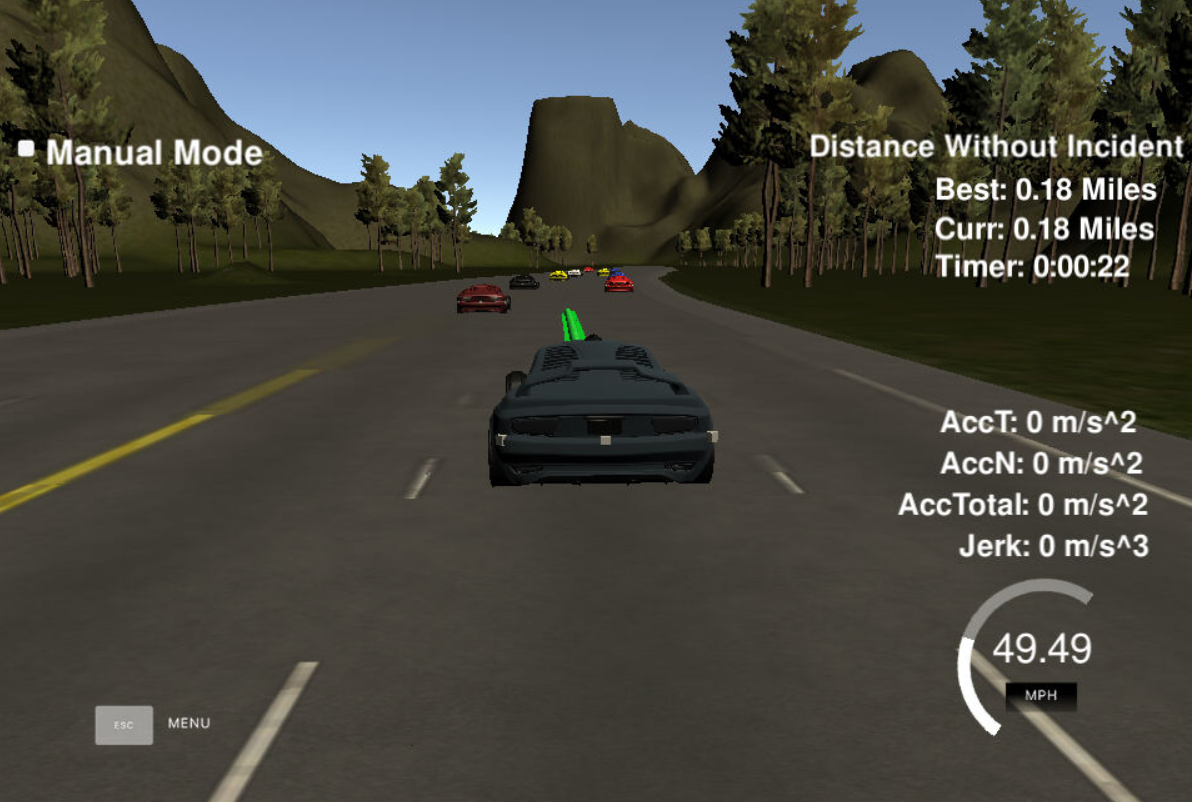 Manual Mode
Distance Without Incident
Best: 0.18 Miles
Curr: 0.18 Miles
Timer: 0:00:22
AccT: 0 m/s^2
AccN: 0 m/s^2
AccTotal: 0 m/s^2
Jerk: 0 m/s^3
49.49
MPH
ESC MENU